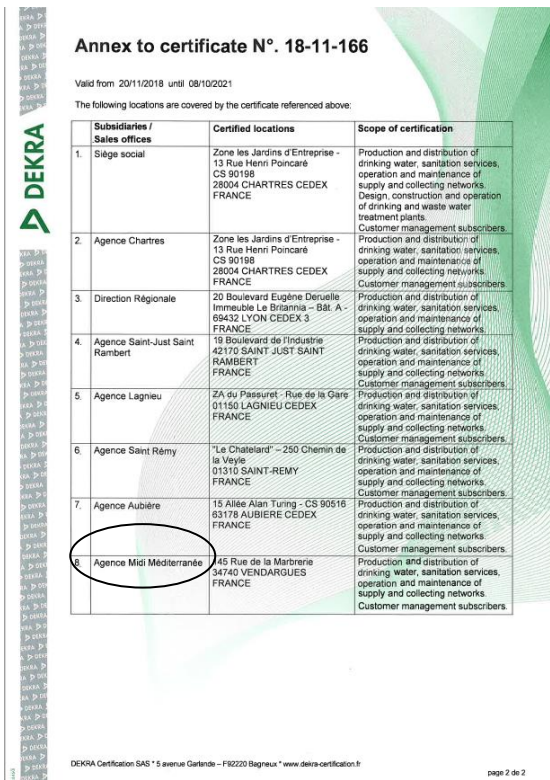 DEKRA
Annex to certificate N°. 18-11-166
Valid from 20/11/2018 until 08/10/2021
The following locations are covered by the certificate referenced above:
Subsidiaries /
Sales offices
Certified locations
Scope of certification
1. Siège social
Zone les Jardins d'Entreprise -
13 Rue Henri Poincaré
CS 90198
28004 CHARTRES CEDEX
FRANCE
Production and distribution of
drinking water, sanitation services,
operation and maintenance of
supply and collecting networks.
Design, construction and operation
of drinking and waste water
treatment plants.
Customer management subscribers.
2. Agence Chartres
Zone les Jardins d'Entreprise -
13 Rue Henri Poincaré
CS 90198
28004 CHARTRES CEDEX
FRANCE
Production and distribution of
drinking water, sanitation services,
operation and maintenance of
supply and collecting networks.
Customer management subscribers.
3. Direction Régionale
20 Boulevard Eugène Deruelle
Immeuble Le Britannia – Bât. A -
69432 LYON CEDEX 3
FRANCE
Production and distribution of
drinking water, sanitation services,
operation and maintenance of
supply and collecting networks.
4. Agence Saint-Just Saint
Rambert
19 Boulevard de l'Industrie
42170 SAINT JUST SAINT
RAMBERT
FRANCE
Production and distribution of
drinking water, sanitation services,
operation and maintenance of
supply and collecting networks.
Customer management subscribers.
5. Agence Lagnieu
ZA du Passuret - Rue de la Gare
01150 LAGNIEU CEDEX
FRANCE
Production and distribution of
drinking water, sanitation services,
operation and maintenance of
supply and collecting networks.
Customer management subscribers.
6. Agence Saint Rémy
"Le Chatelard" – 250 Chemin de
la Veyle
01310 SAINT-REMY
FRANCE
Production and distribution of
drinking water, sanitation services,
operation and maintenance of
supply and collecting networks.
Customer management subscribers.
7. Agence Aubière
15 Allée Alan Turing - CS 90516
63178 AUBIERE CEDEX
FRANCE
Production and distribution of
drinking water, sanitation services,
operation and maintenance of
supply and collecting networks.
Customer management subscribers.
8. Agence Midi Méditerranée
145 Rue de la Marbrerie
34740 VENDARGUES
FRANCE
Production and distribution of
drinking water, sanitation services,
operation and maintenance of
supply and collecting networks.
Customer management subscribers.
DEKRA Certification SAS * 5 avenue Garlande – F92220 Bagneux * www.dekra-certification.fr
page 2 de 2